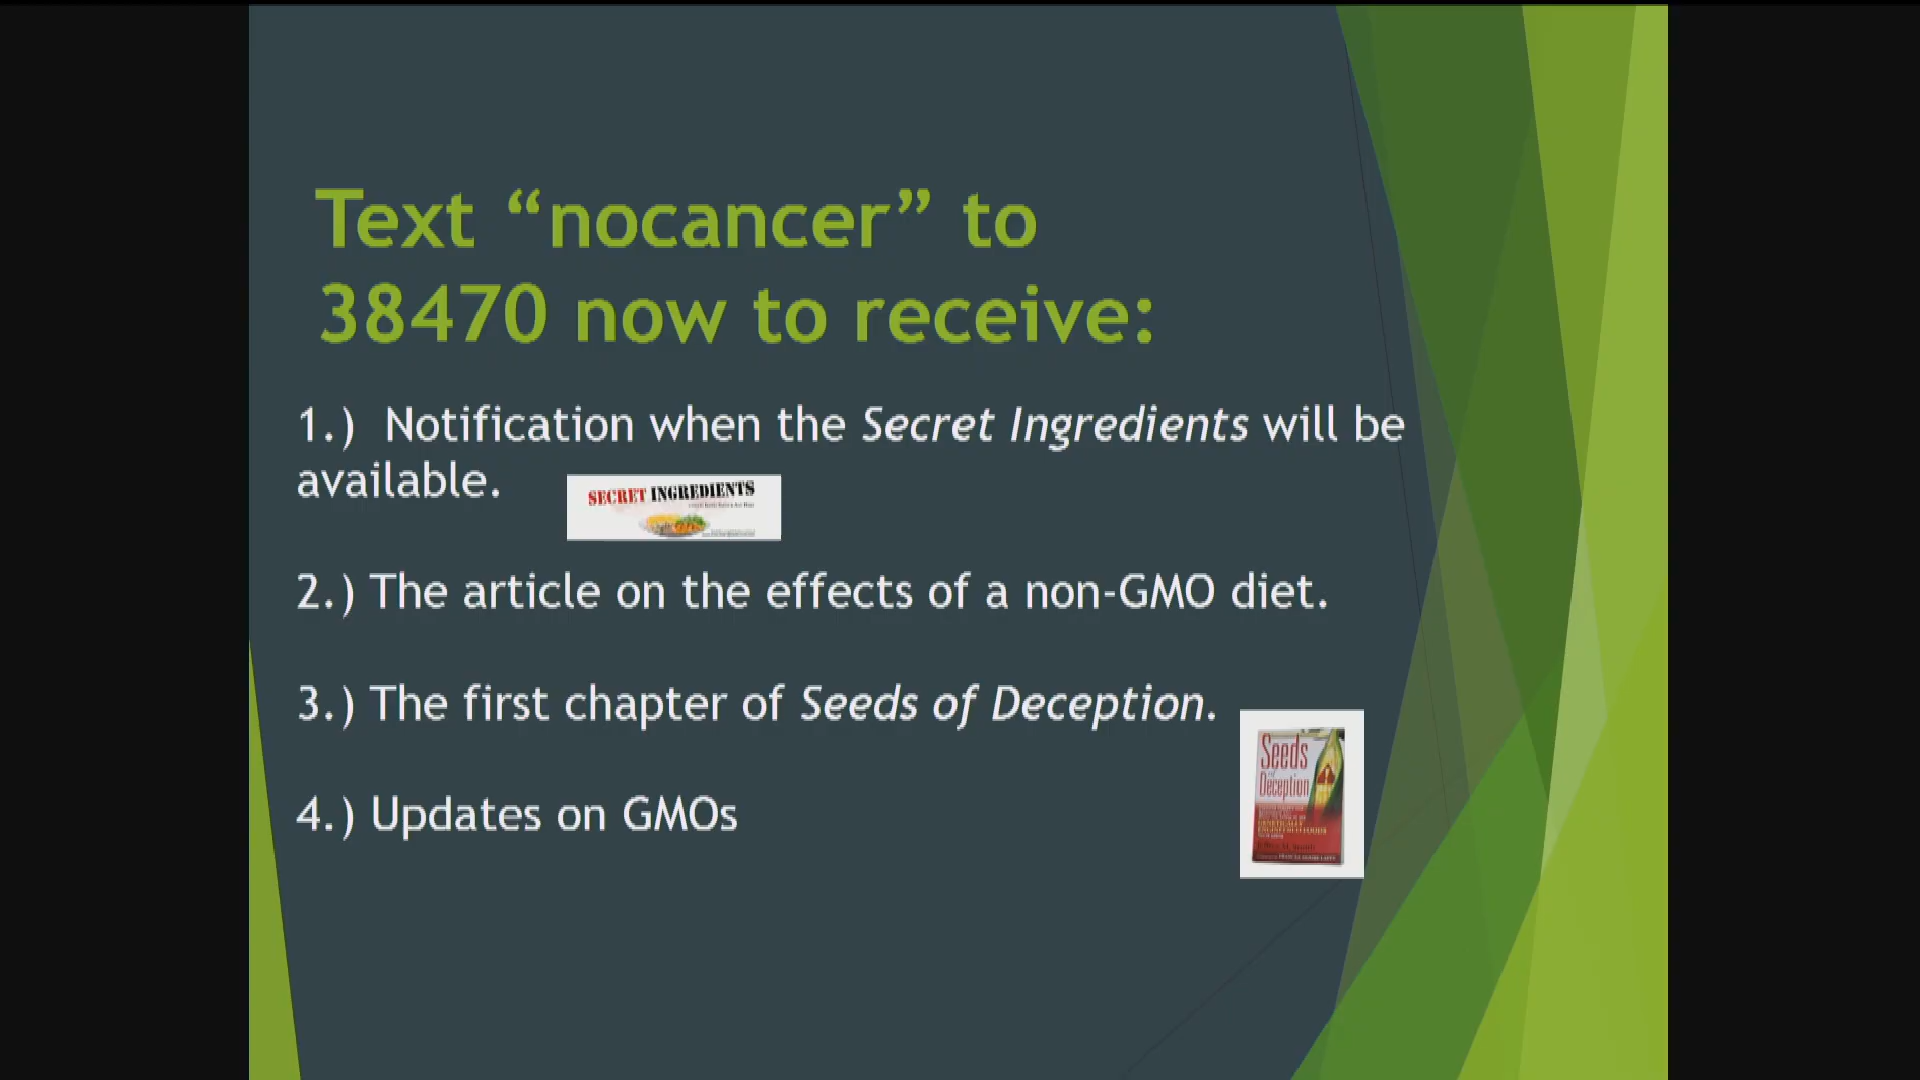 Text “nocancer” to
38470 now to receive:
1.) Notification when the Secret Ingredients will be
available.
SECRET INGREDIENTS
2.) The article on the effects of a non-GMO diet.
3.) The first chapter of Seeds of Deception.
Seeds
of
Deception
4.) Updates on GMOs